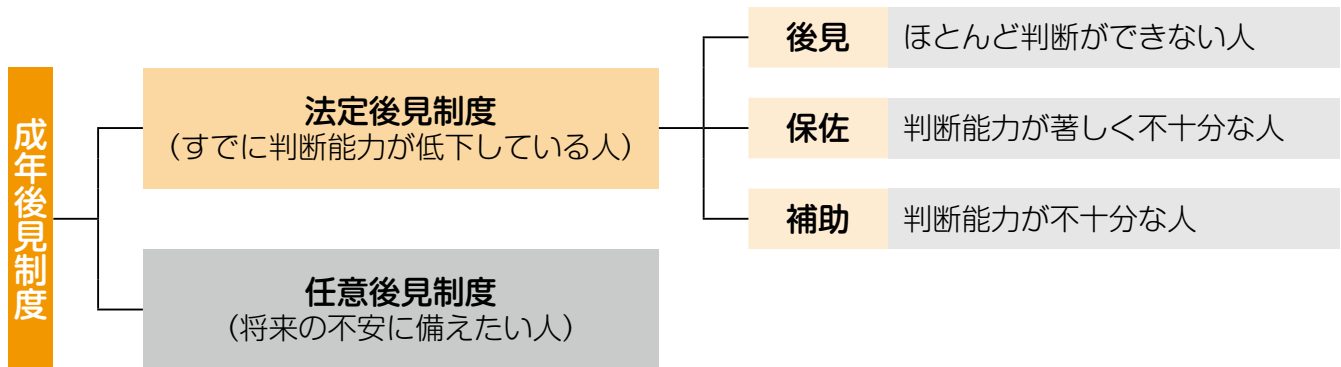 成年後見制度
法定後見制度
（すでに判断能力が低下している人）
任意後見制度
（将来の不安に備えたい人）
後見 ほとんど判断ができない人
保佐 判断能力が著しく不十分な人
補助 判断能力が不十分な人